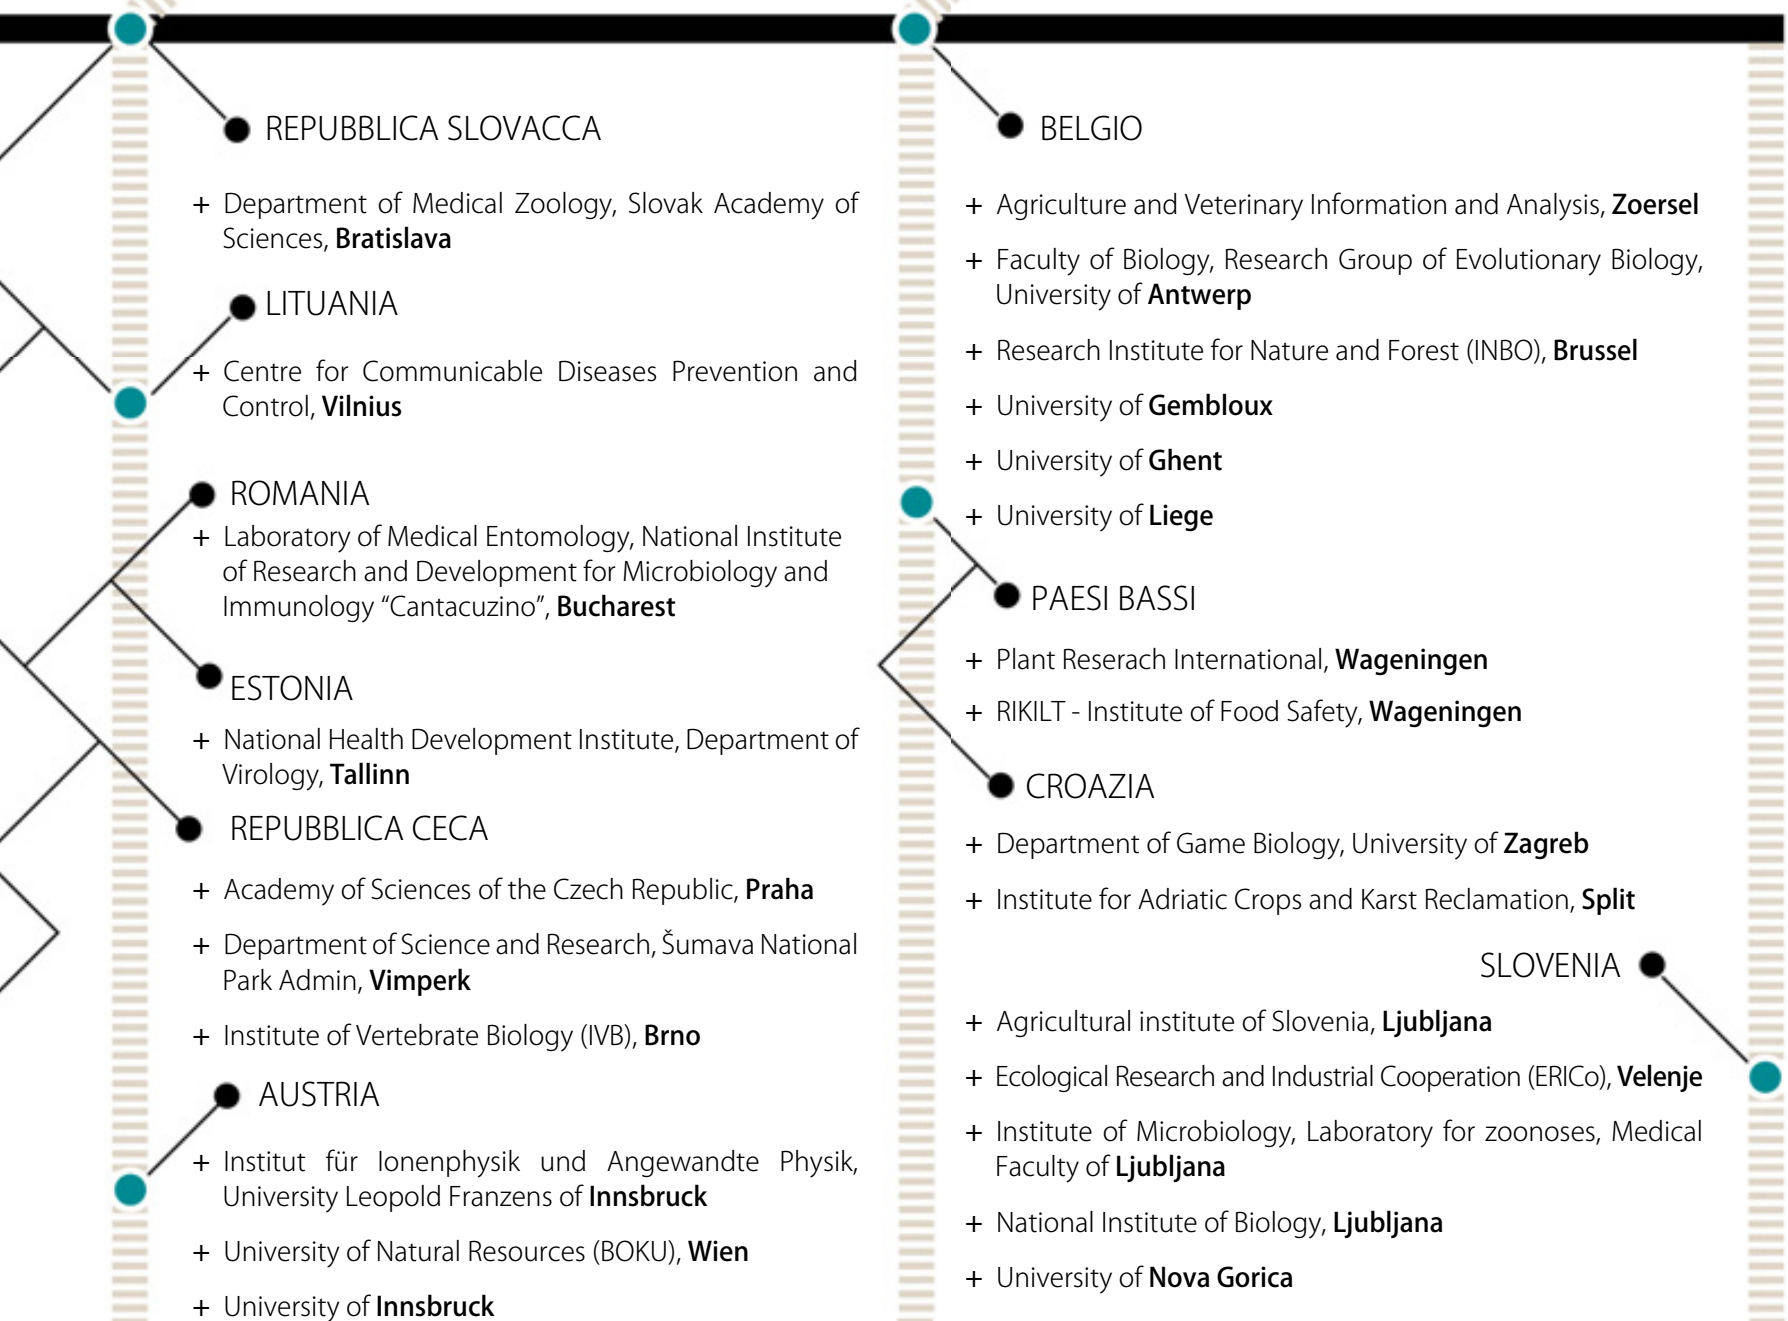 REPUBBLICA SLOVACCA
+ Department of Medical Zoology, Slovak Academy of
Sciences, Bratislava
LITUANIA
+ Centre for Communicable Diseases Prevention and
Control, Vilnius
ROMANIA
+ Laboratory of Medical Entomology, National Institute
of Research and Development for Microbiology and
Immunology “Cantacuzino”, Bucharest
ESTONIA
+ National Health Development Institute, Department of
Virology, Tallinn
REPUBBLICA CECA
+ Academy of Sciences of the Czech Republic, Praha
+ Department of Science and Research, Šumava National
Park Admin, Vimperk
+ Institute of Vertebrate Biology (IVB), Brno
AUSTRIA
+ Institut für Ionenphysik und Angewandte Physik,
University Leopold Franzens of Innsbruck
+ University of Natural Resources (BOKU), Wien
+ University of Innsbruck
BELGIO
+ Agriculture and Veterinary Information and Analysis, Zoersel
+ Faculty of Biology, Research Group of Evolutionary Biology,
University of Antwerp
+ Research Institute for Nature and Forest (INBO), Brussel
+ University of Gembloux
+ University of Ghent
+ University of Liege
PAESI BASSI
+ Plant Reserach International, Wageningen
+ RIKILT - Institute of Food Safety, Wageningen
CROAZIA
+ Department of Game Biology, University of Zagreb
+ Institute for Adriatic Crops and Karst Reclamation, Split
SLOVENIA
+ Agricultural institute of Slovenia, Ljubljana
+ Ecological Research and Industrial Cooperation (ERICo), Velenje
+ Institute of Microbiology, Laboratory for zoonoses, Medical
Faculty of Ljubljana
+ National Institute of Biology, Ljubljana
+ University of Nova Gorica